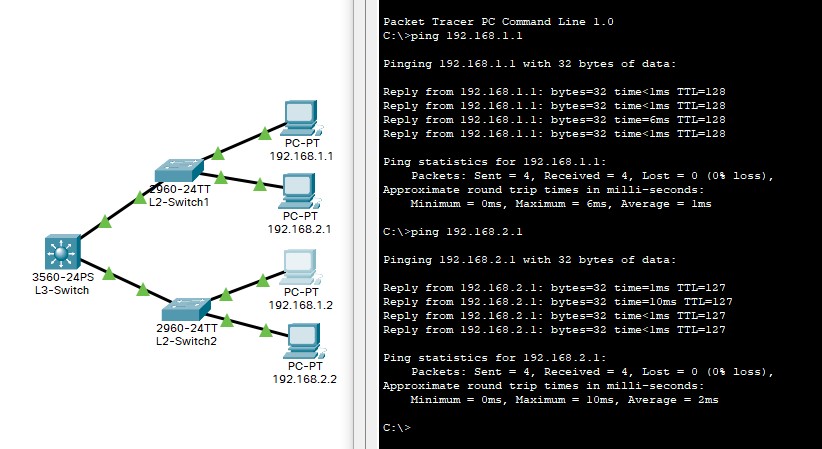 PC-PT
192.168.1.1
2960-24TT
L2-Switch1
PC-PT
192.168.2.1
3560-24PS
L3-Switch
PC-PT
192.168.1.2
2960-24TT
L2-Switch2
PC-PT
192.168.2.2
Packet Tracer PC Command Line 1.0
C:\>ping 192.168.1.1
Pinging 192.168.1.1 with 32 bytes of data:
Reply from 192.168.1.1: bytes=32 time<1ms TTL=128
Reply from 192.168.1.1: bytes=32 time<1ms TTL=128
Reply from 192.168.1.1: bytes=32 time=6ms TTL=128
Reply from 192.168.1.1: bytes=32 time<1ms TTL=128
Ping statistics for 192.168.1.1:
Packets: Sent = 4, Received = 4, Lost = 0 (0% loss),
Approximate round trip times in milli-seconds:
Minimum = 0ms, Maximum = 6ms, Average = 1ms
C:\>ping 192.168.2.1
Pinging 192.168.2.1 with 32 bytes of data:
Reply from 192.168.2.1: bytes=32 time=1ms TTL=127
Reply from 192.168.2.1: bytes=32 time=10ms TTL=127
Reply from 192.168.2.1: bytes=32 time<1ms TTL=127
Reply from 192.168.2.1: bytes=32 time<1ms TTL=127
Ping statistics for 192.168.2.1:
Packets: Sent = 4, Received = 4, Lost = 0 (0% loss),
Approximate round trip times in milli-seconds:
Minimum = 0ms, Maximum = 10ms, Average = 2ms
C:\>